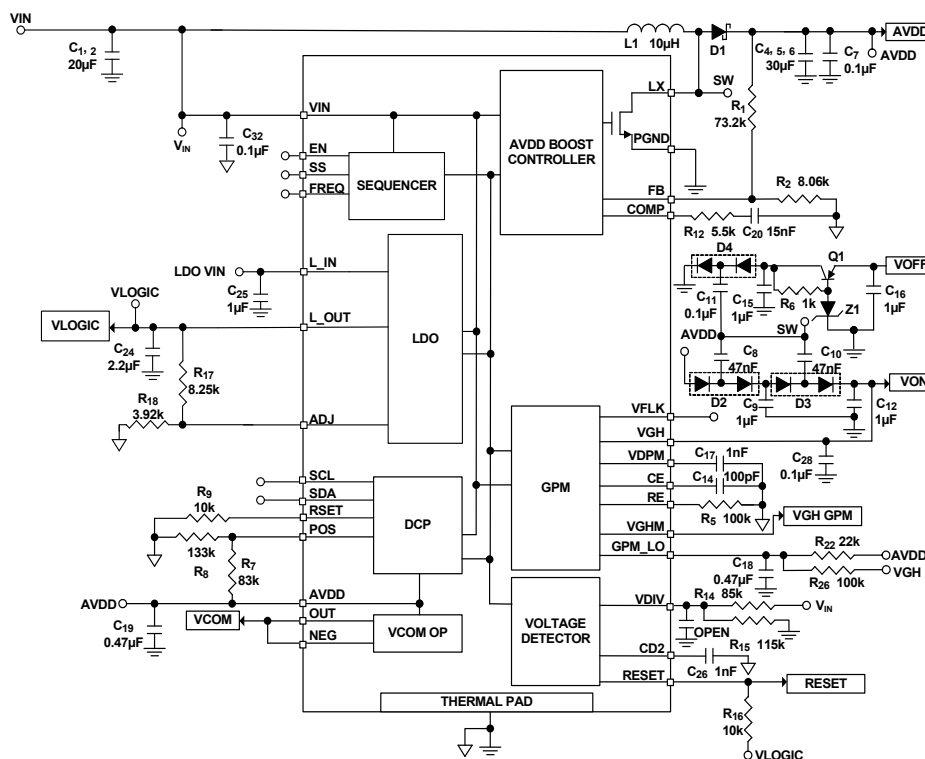 VIN
C1, 2
20µF
L1 10µH
D1
C4, 5, 6
30µF
C7
0.1µF
AVDD
AVDD
SW
R1
73.2k
VIN
LX
VIN
C32
0.1µF
EN
SS
FREQ
SEQUENCER
AVDD BOOST
CONTROLLER
PGND
FB
COMP
R2 8.06k
R12 5.5k
C20 15nF
LDO VIN
L_IN
C25
1µF
VLOGIC
VLOGIC
L_OUT
LDO
C24
2.2µF
R17
8.25k
R18
3.92k
ADJ
D4
Q1
VOFF
C11
0.1µF
C15
1µF
R6 1k
Z1
C16
1µF
AVDD
SW
C8
47nF
C10
47nF
D2
C9
1µF
D3
VON
C12
1µF
VFLK
VGH
C28
0.1µF
VDPM
C17 1nF
CE
C14 100pF
RE
R5 100k
GPM
VGHM
VGH GPM
GPM_LO
R22 22k
AVDD
C18
0.47µF
R26 100k
VGH
SCL
SDA
RSET
POS
DCP
R9
10k
133k
R8
R7
83k
AVDD
AVDD
C19
0.47µF
VCOM
OUT
NEG
VCOM OP
VOLTAGE
DETECTOR
VDIV
R14
85k
VIN
OPEN
R15 115k
CD2
C26 1nF
RESET
RESET
R16
10k
VLOGIC
THERMAL PAD